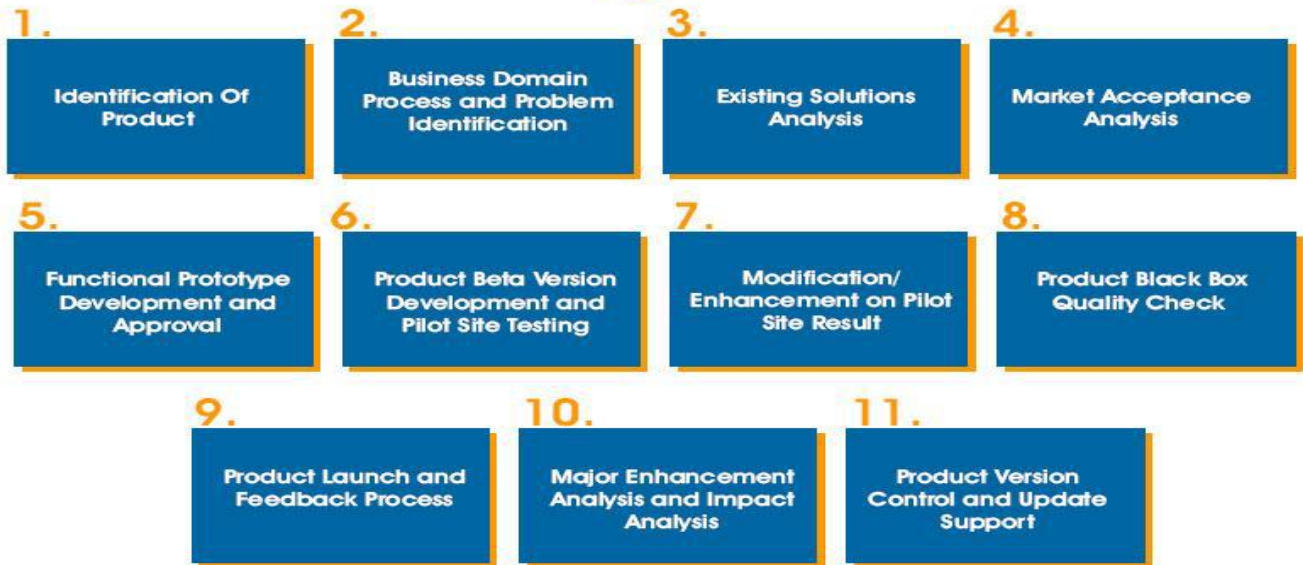 1.
Identification Of
Product
2.
Business Domain
Process and Problem
Identification
3.
Existing Solutions
Analysis
4.
Market Acceptance
Analysis
5.
Functional Prototype
Development and
Approval
6.
Product Beta Version
Development and
Pilot Site Testing
7.
Modification/
Enhancement on Pilot
Site Result
8.
Product Black Box
Quality Check
9.
Product Launch and
Feedback Process
10.
Major Enhancement
Analysis and Impact
Analysis
11.
Product Version
Control and Update
Support